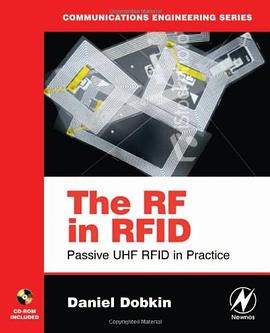 COMMUNICATIONS ENGINEERING SERIES
The RF
in RFID
Passive UHF RFID in Practice
CD-ROM
INCLUDED
Daniel Dobkin
Newnes